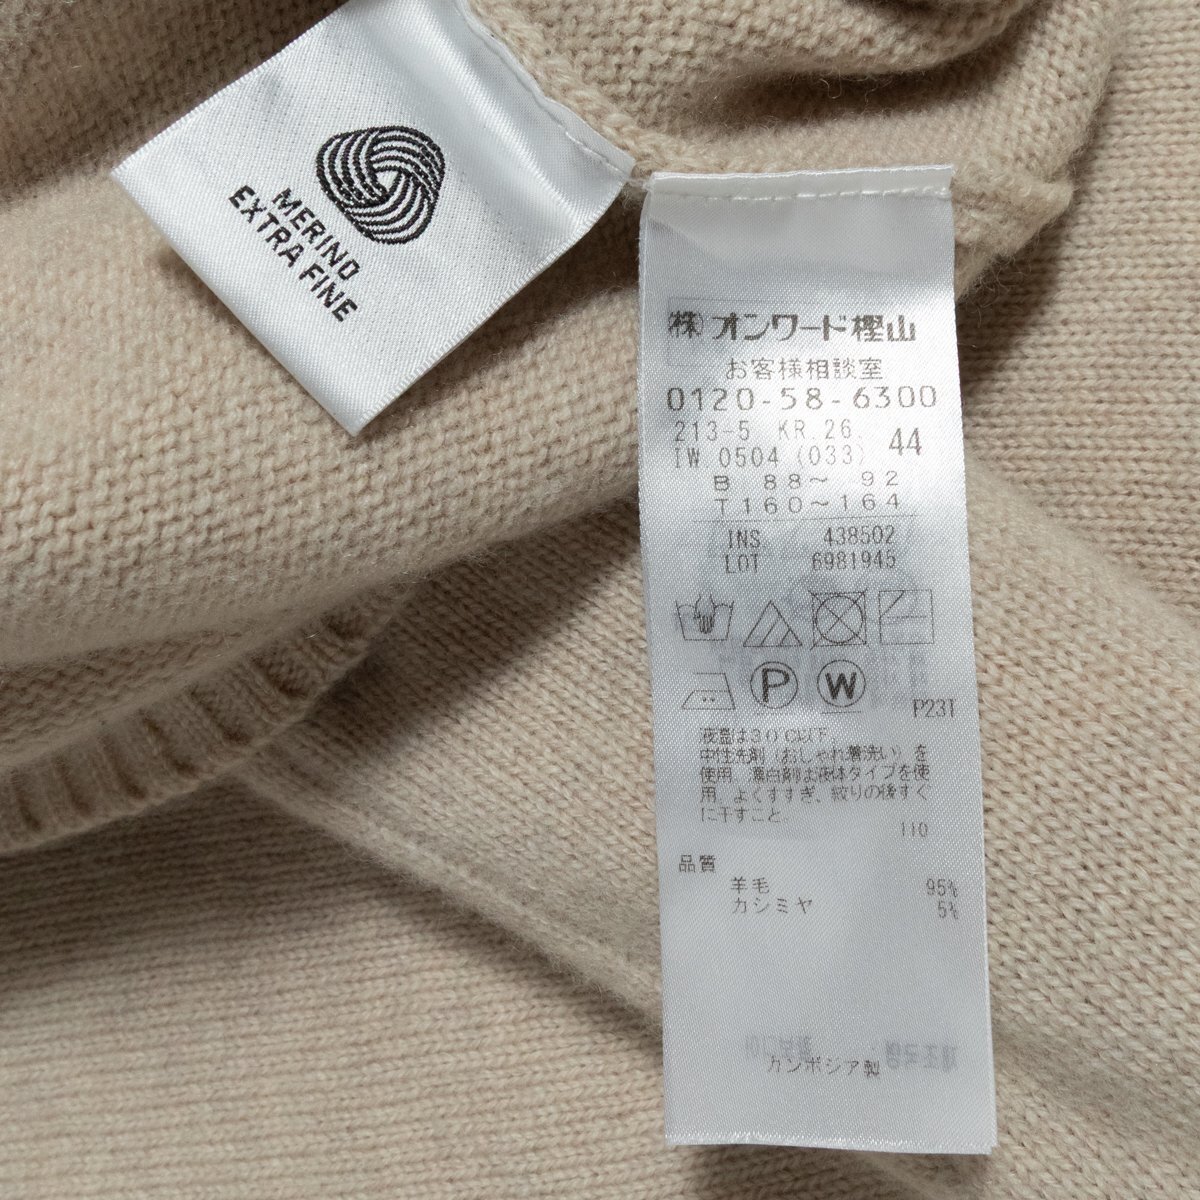 MERINO
EXTRA FINE
(株)オンワード樫山
お客様相談室
0120-58-6300
213-5 KR.26. 44
IW.0504 (033)
B 88～ 92
T160～164
INS 438502
LOT 6981945
P W
P231
液温は30℃以下。
中性洗剤（おしゃれ着洗い）を
使用。漂白剤は液体タイプを使
用。よくすすぎ、絞りの後すぐ
に干すこと。
110
品質
羊毛 95%
カシミヤ 5%
カンボジア製